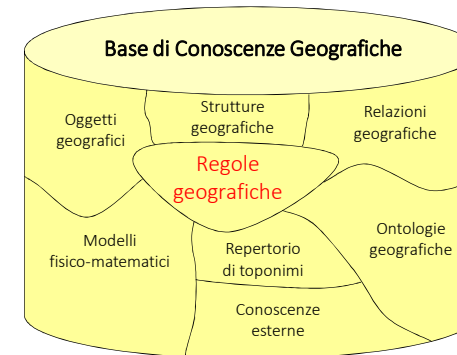 Base di Conoscenze Geografiche
Oggetti
geografici
Strutture
geografiche
Relazioni
geografiche
Regole
geografiche
Modelli
fisico-matematici
Repertorio
di toponimi
Ontologie
geografiche
Conoscenze
esterne